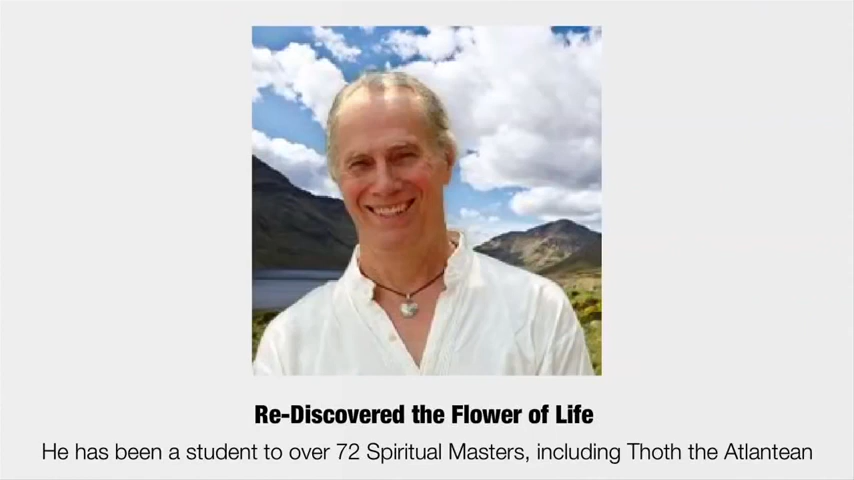 Re-Discovered the Flower of Life
He has been a student to over 72 Spiritual Masters, including Thoth the Atlantean